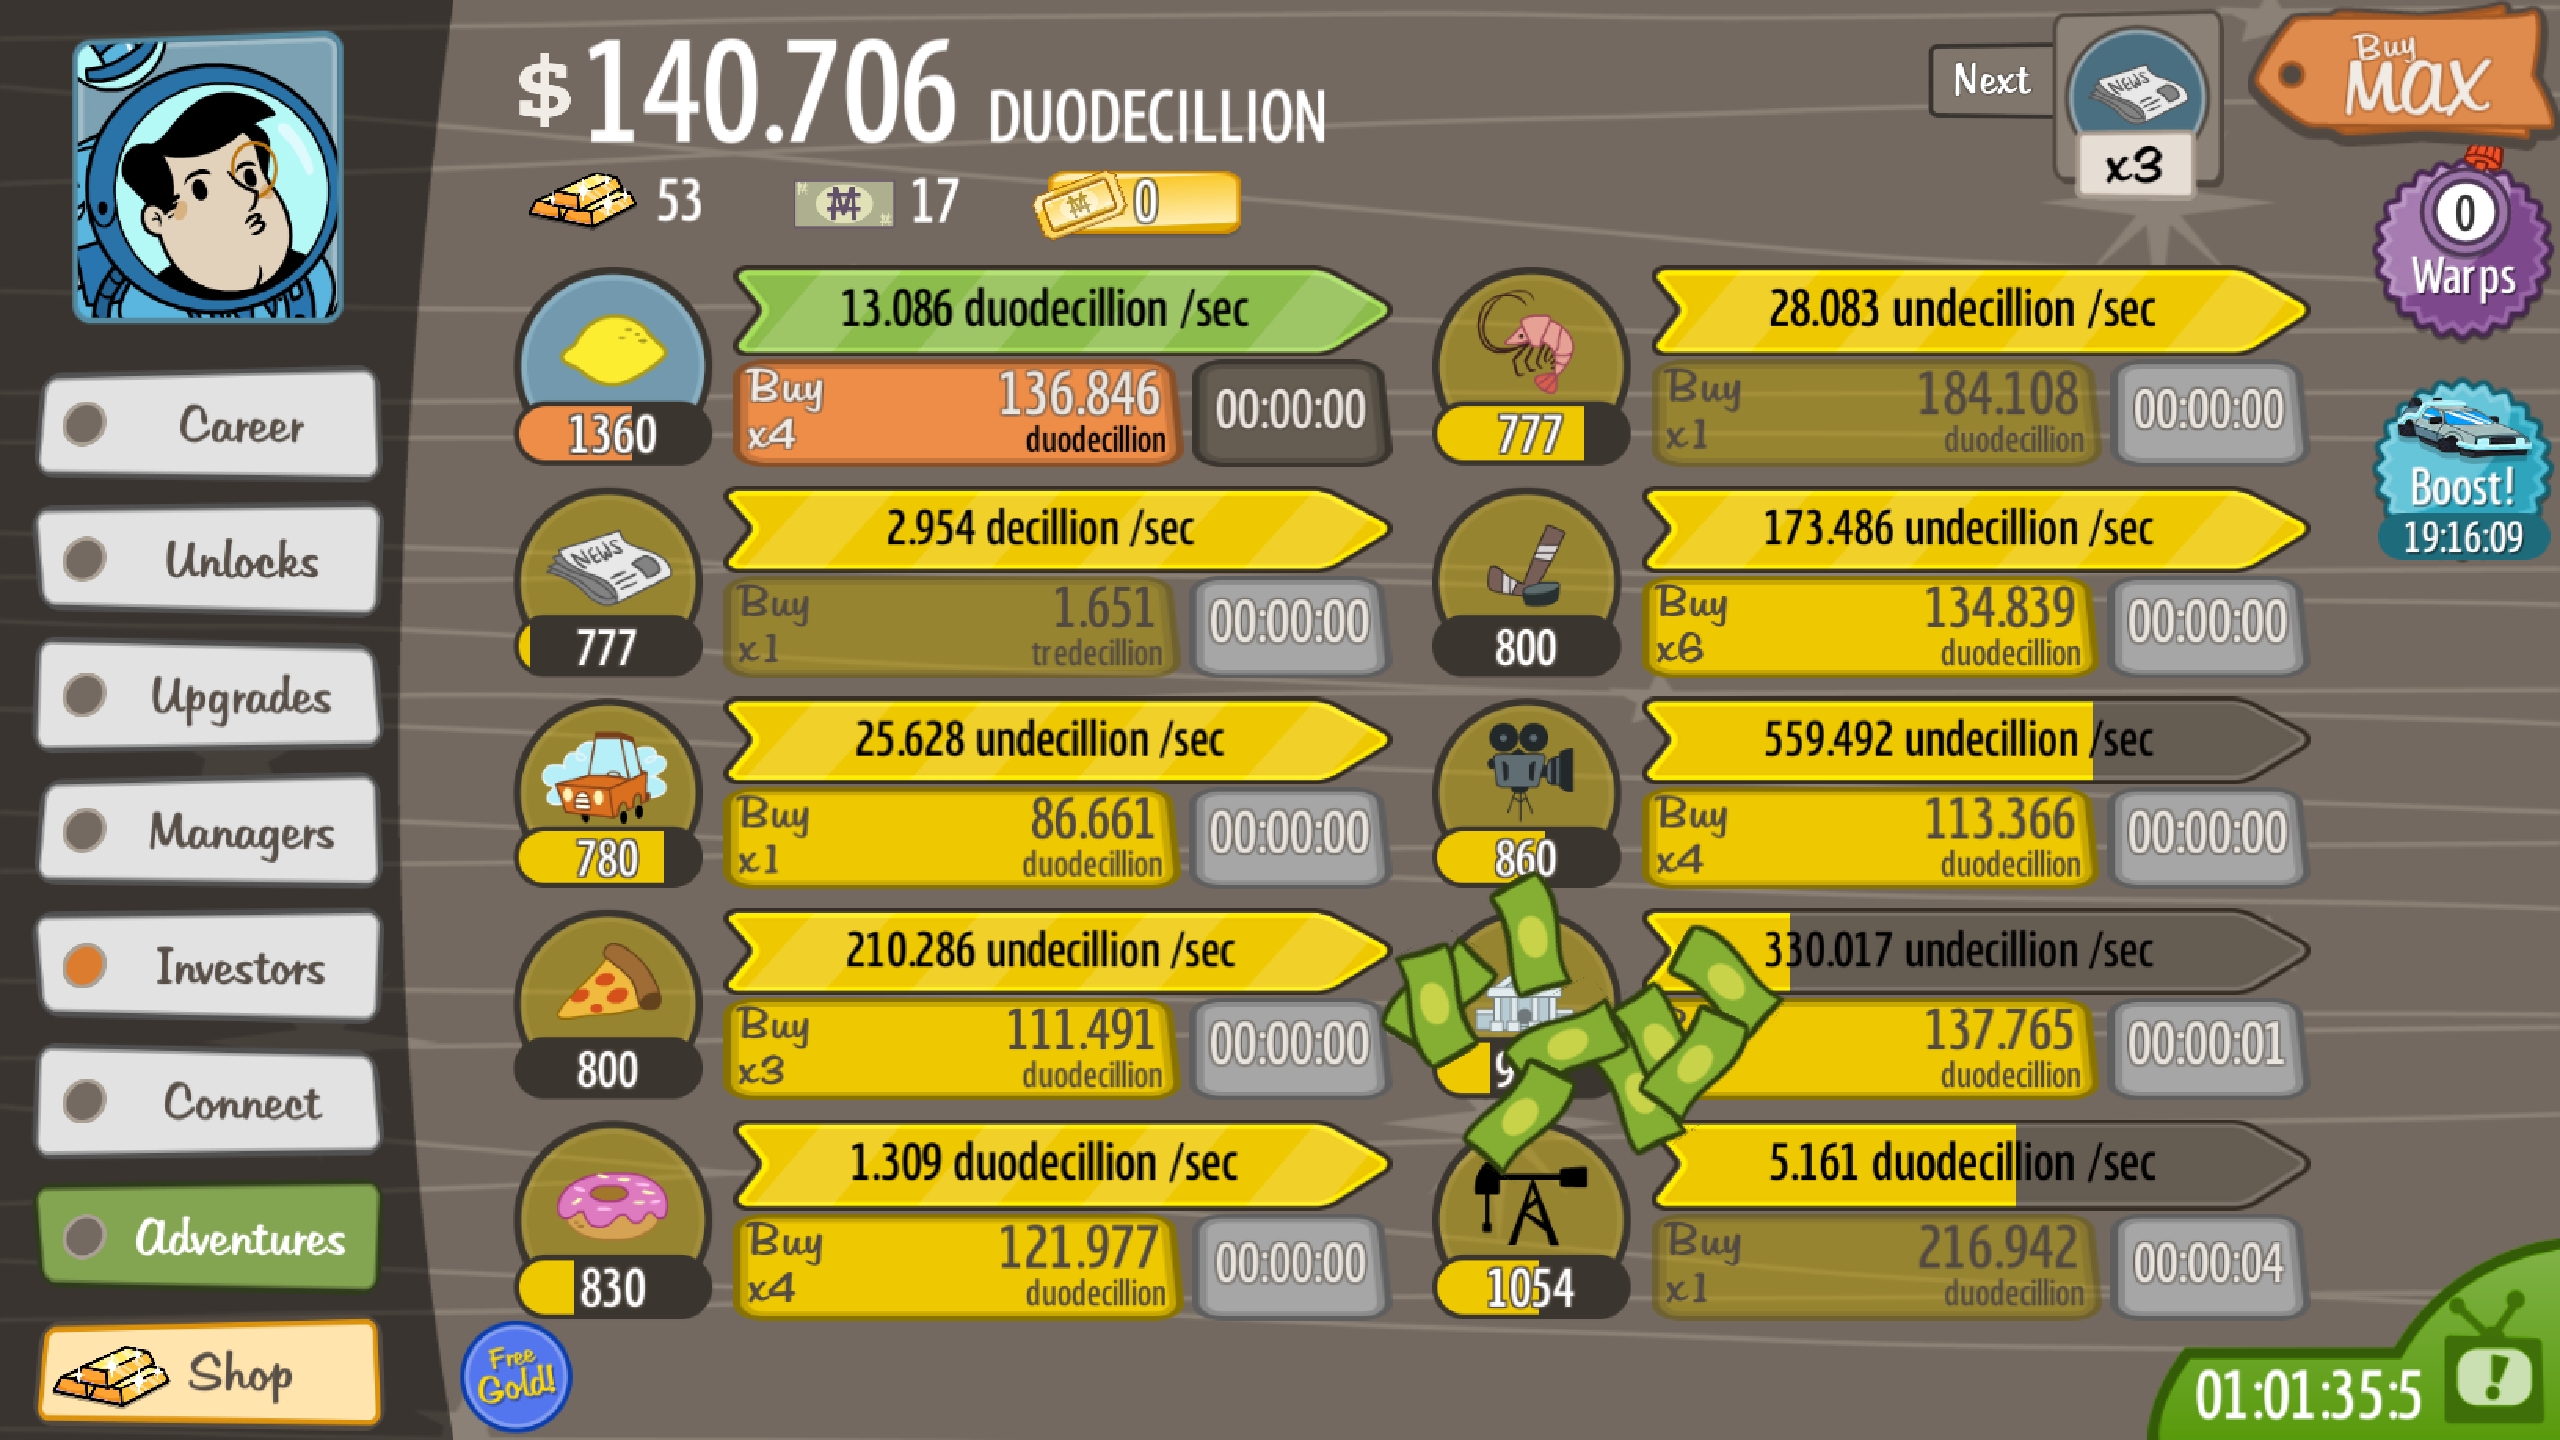 $140.706 DUODECILLION
53 17 0
Next
NEWS
x3
Buy
MAX
0
Warps
Boost!
19:16:09
Career
Unlocks
Upgrades
Managers
Investors
Connect
Adventures
Shop
13.086 duodecillion /sec
1360
Buy
x4
136.846
duodecillion
00:00:00
28.083 undecillion /sec
777
Buy
x1
184.108
duodecillion
00:00:00
2.954 decillion /sec
NEWS
777
Buy
x1
1.651
tredecillion
00:00:00
173.486 undecillion /sec
800
Buy
x6
134.839
duodecillion
00:00:00
25.628 undecillion /sec
780
Buy
x1
86.661
duodecillion
00:00:00
559.492 undecillion /sec
860
Buy
x4
113.366
duodecillion
00:00:00
210.286 undecillion /sec
800
Buy
x3
111.491
duodecillion
00:00:00
330.017 undecillion /sec
137.765
duodecillion
00:00:01
1.309 duodecillion /sec
830
Buy
x4
121.977
duodecillion
00:00:00
5.161 duodecillion /sec
1054
Buy
x1
216.942
duodecillion
00:00:04
Free
Gold!
01:01:35:5